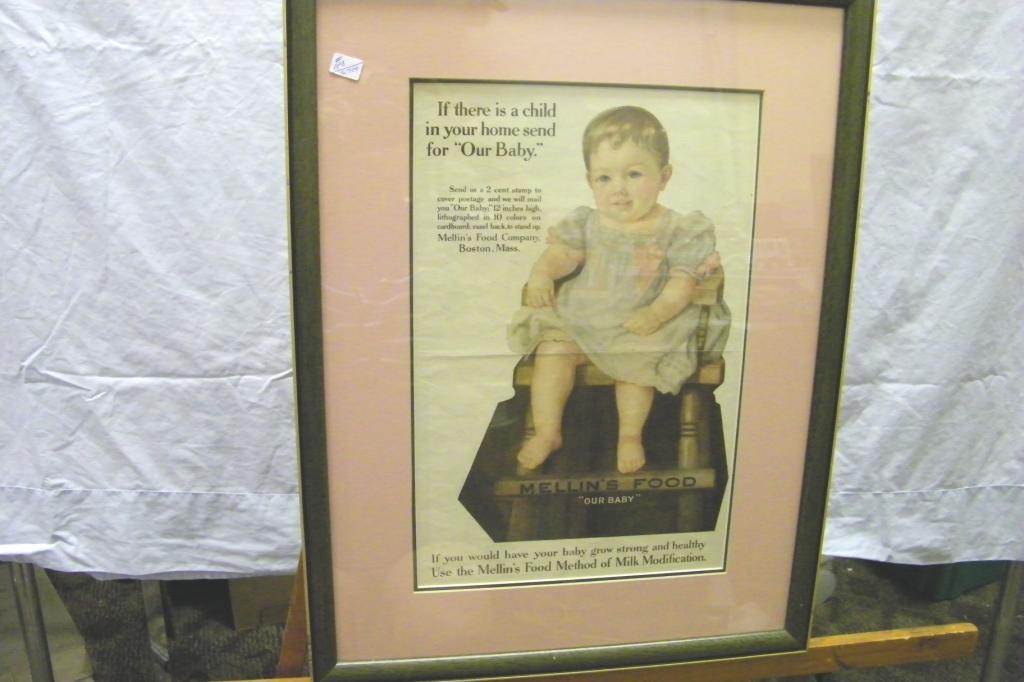 If there is a child
in your home send
for "Our Baby."
Send us a 2 cent stamp to
cover postage and we will mail
you "Our Baby," 12 inches high,
lithographed in 10 colors on
cardboard; easel back, to stand up.
Mellin's Food Company,
Boston, Mass.
MELLIN'S FOOD
"OUR BABY"
If you would have your baby grow strong and healthy
Use the Mellin's Food Method of Milk Modification.